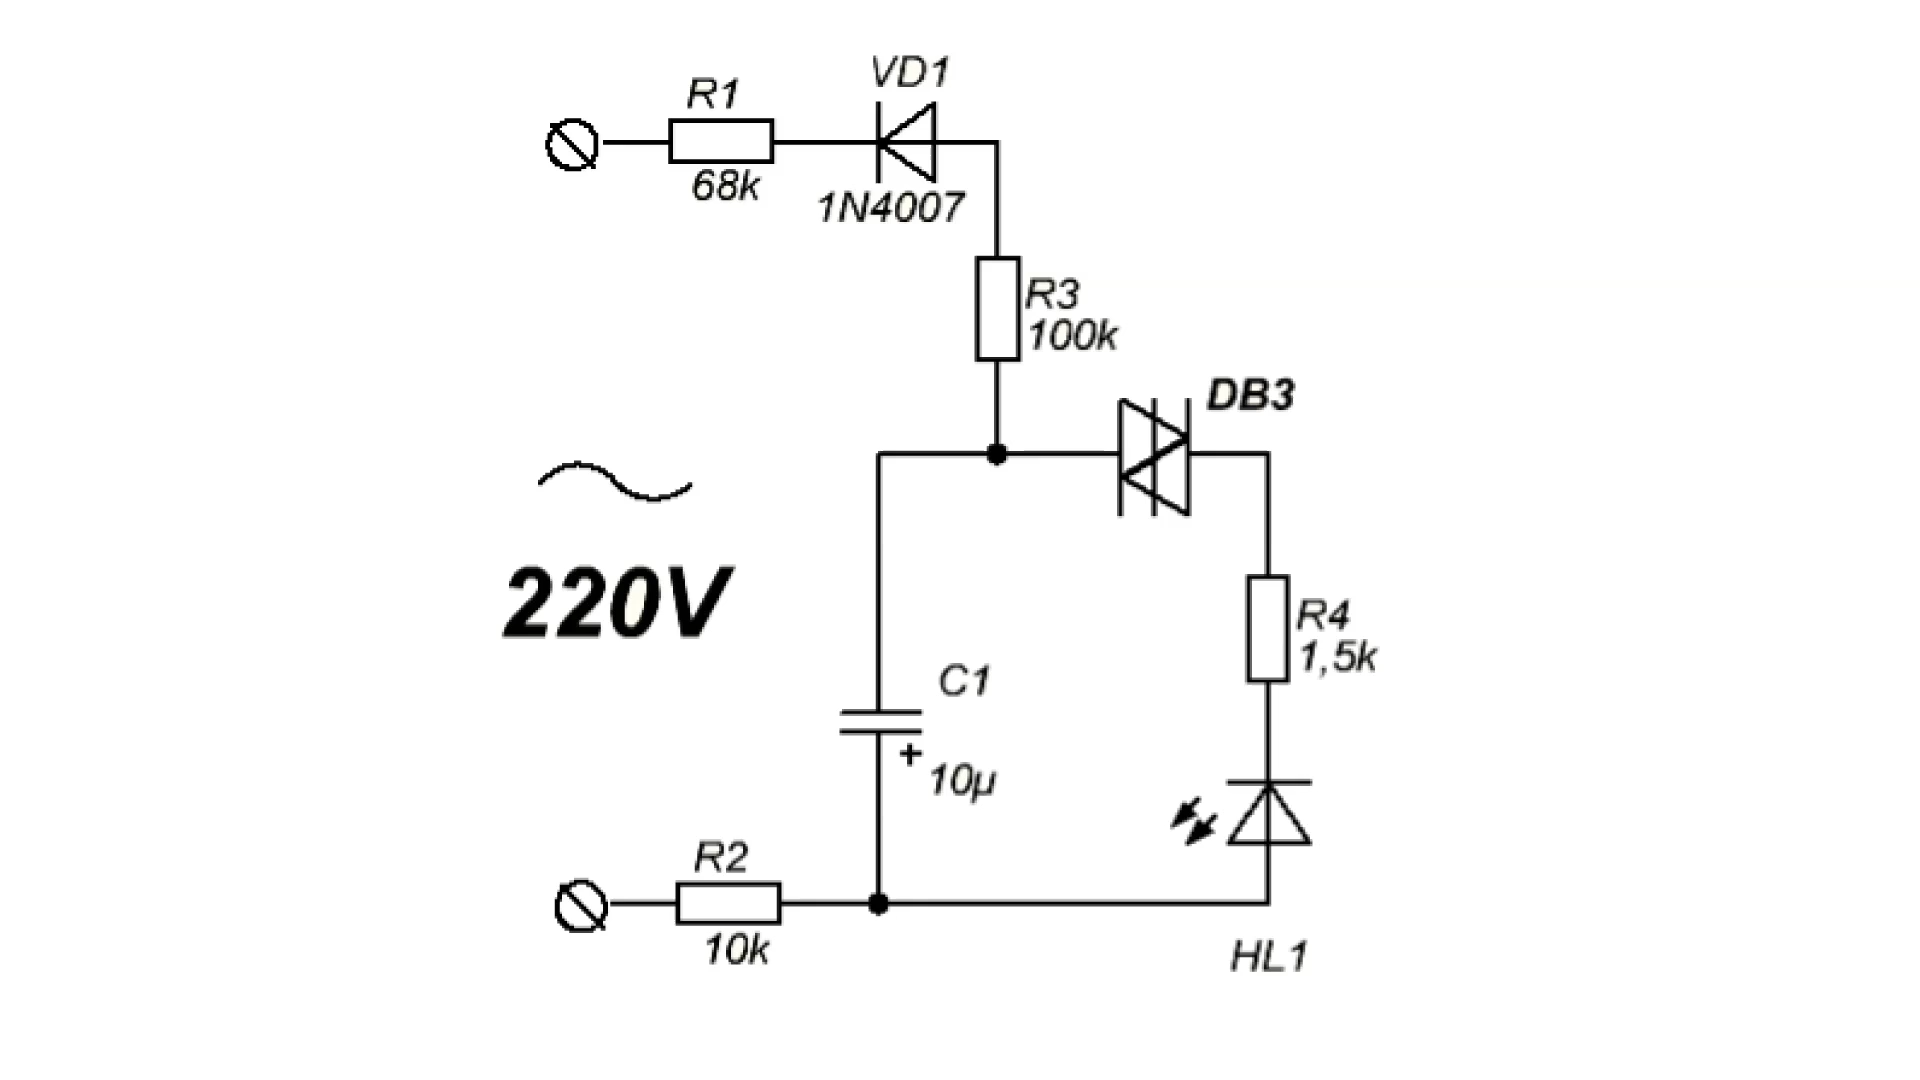 VD1
R1
68k
1N4007
R3
100k
DB3
220V
R4
1,5k
C1
+
10µ
R2
10k
HL1